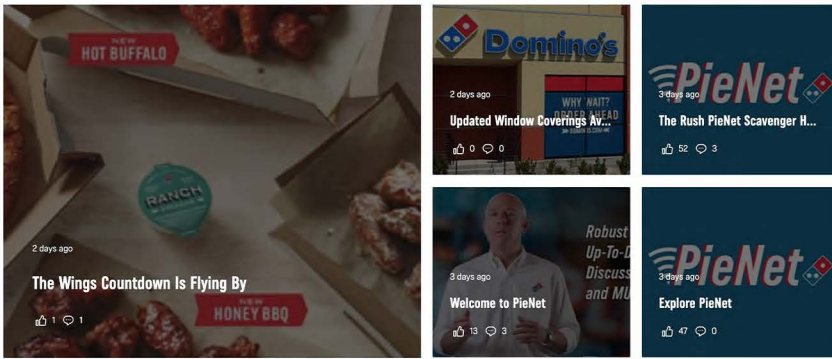 NEW
HOT BUFFALO
RANCH
2 days ago
The Wings Countdown Is Flying By
1 1
NEW
HONEY BBQ
Domino's
2 days ago
WHY WAIT?
ORDER AHEAD
Updated Window Coverings Av...
0 0
PieNet
3 days ago
The Rush PieNet Scavenger H...
52 3
Robust
Up-To-D
Discuss
and MU
3 days ago
Welcome to PieNet
13 3
PieNet
3 days ago
Explore PieNet
47 0